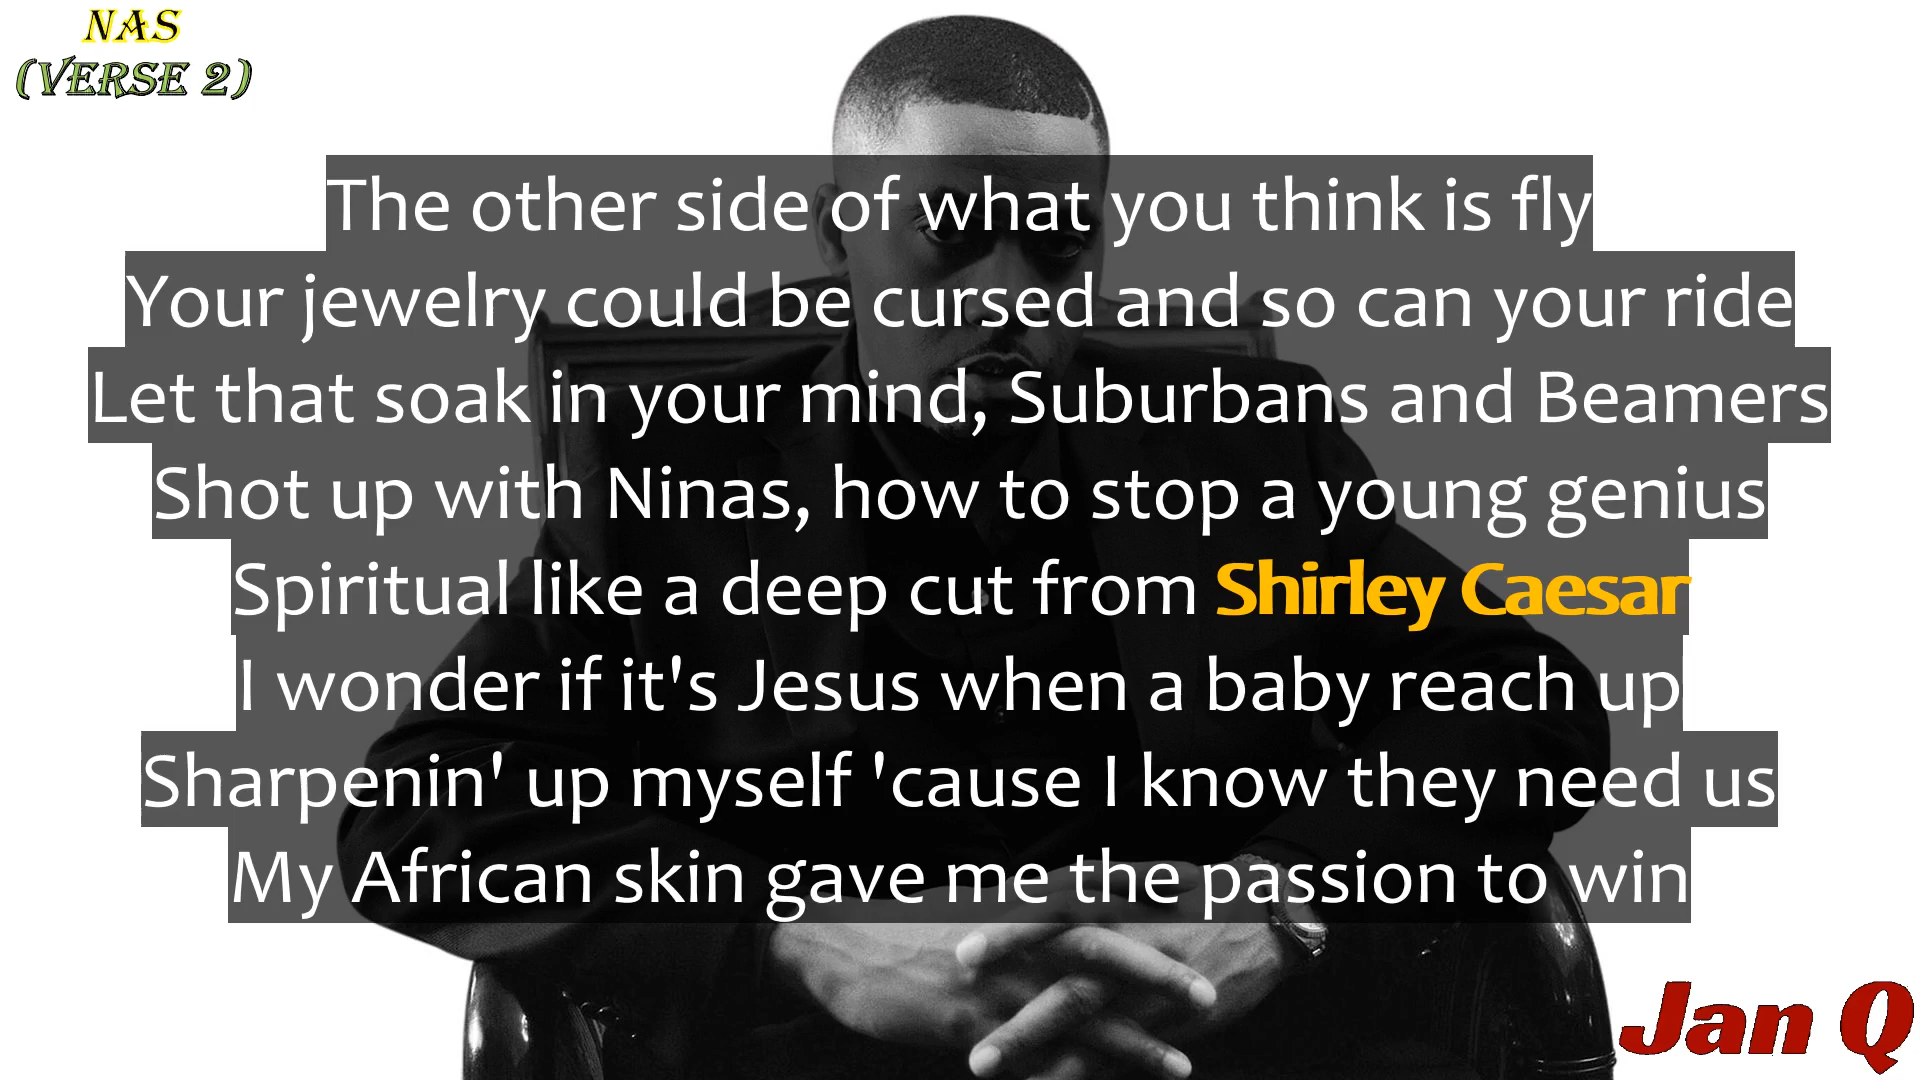 NAS
(VERSE 2)
The other side of what you think is fly
Your jewelry could be cursed and so can your ride
Let that soak in your mind, Suburbans and Beamers
Shot up with Ninas, how to stop a young genius
Spiritual like a deep cut from Shirley Caesar
I wonder if it's Jesus when a baby reach up
Sharpenin' up myself 'cause I know they need us
My African skin gave me the passion to win
Jan Q